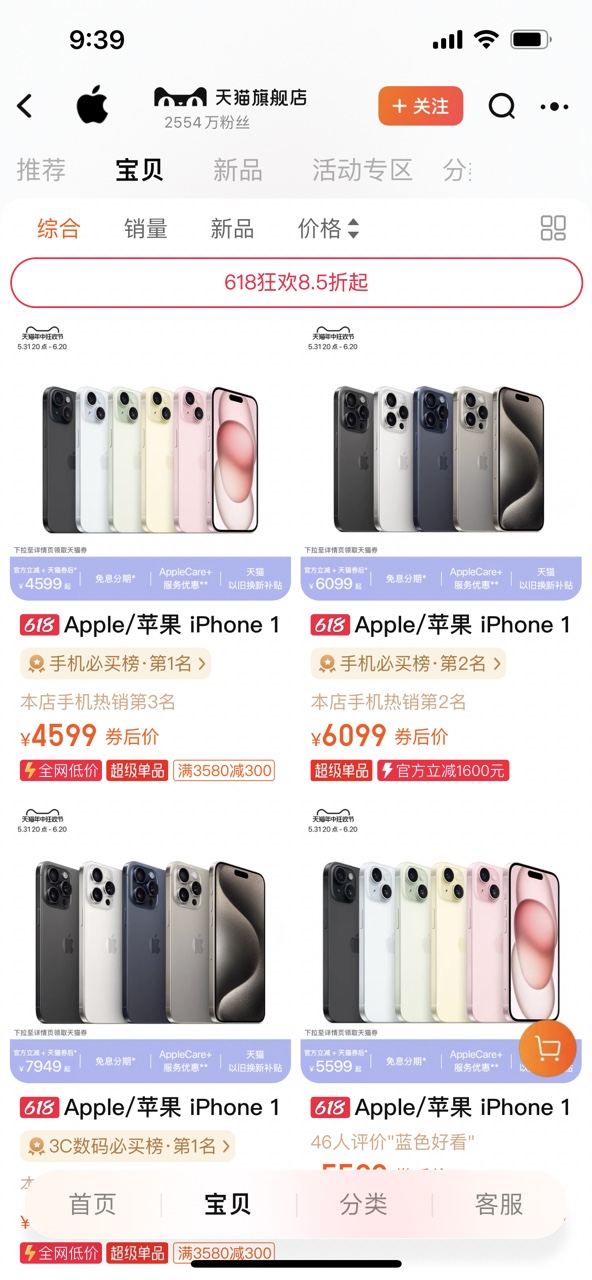 9:39
天猫旗舰店
2554万粉丝
+ 关注
推荐 宝贝 新品 活动专区
综合 销量 新品 价格
618狂欢8.5折起
天猫年中狂欢节
5.31 20点 - 6.20
下拉至详情页领取天猫券
官方立减+天猫券后*
¥4599起
免息分期*
AppleCare+
服务优惠**
天猫
以旧换新补贴
618 Apple/苹果 iPhone 1
手机必买榜·第1名
本店手机热销第3名
¥4599 券后价
全网低价 超级单品 满3580减300
天猫年中狂欢节
5.31 20点 - 6.20
下拉至详情页领取天猫券
官方立减+天猫券后*
¥6099起
免息分期*
AppleCare+
服务优惠**
天猫
以旧换新补贴
618 Apple/苹果 iPhone 1
手机必买榜·第2名
本店手机热销第2名
¥6099 券后价
超级单品 官方立减1600元
天猫年中狂欢节
5.31 20点 - 6.20
下拉至详情页领取天猫券
官方立减+天猫券后*
¥7949起
免息分期*
AppleCare+
服务优惠**
天猫
以旧换新补贴
618 Apple/苹果 iPhone 1
3C数码必买榜·第1名
¥
全网低价 超级单品 满3580减300
天猫年中狂欢节
5.31 20点 - 6.20
下拉至详情页领取天猫券
官方立减+天猫券后*
¥5599起
免息分期*
AppleCare+
服务优惠**
天猫
618 Apple/苹果 iPhone 1
46人评价"蓝色好看"
首页 宝贝 分类 客服